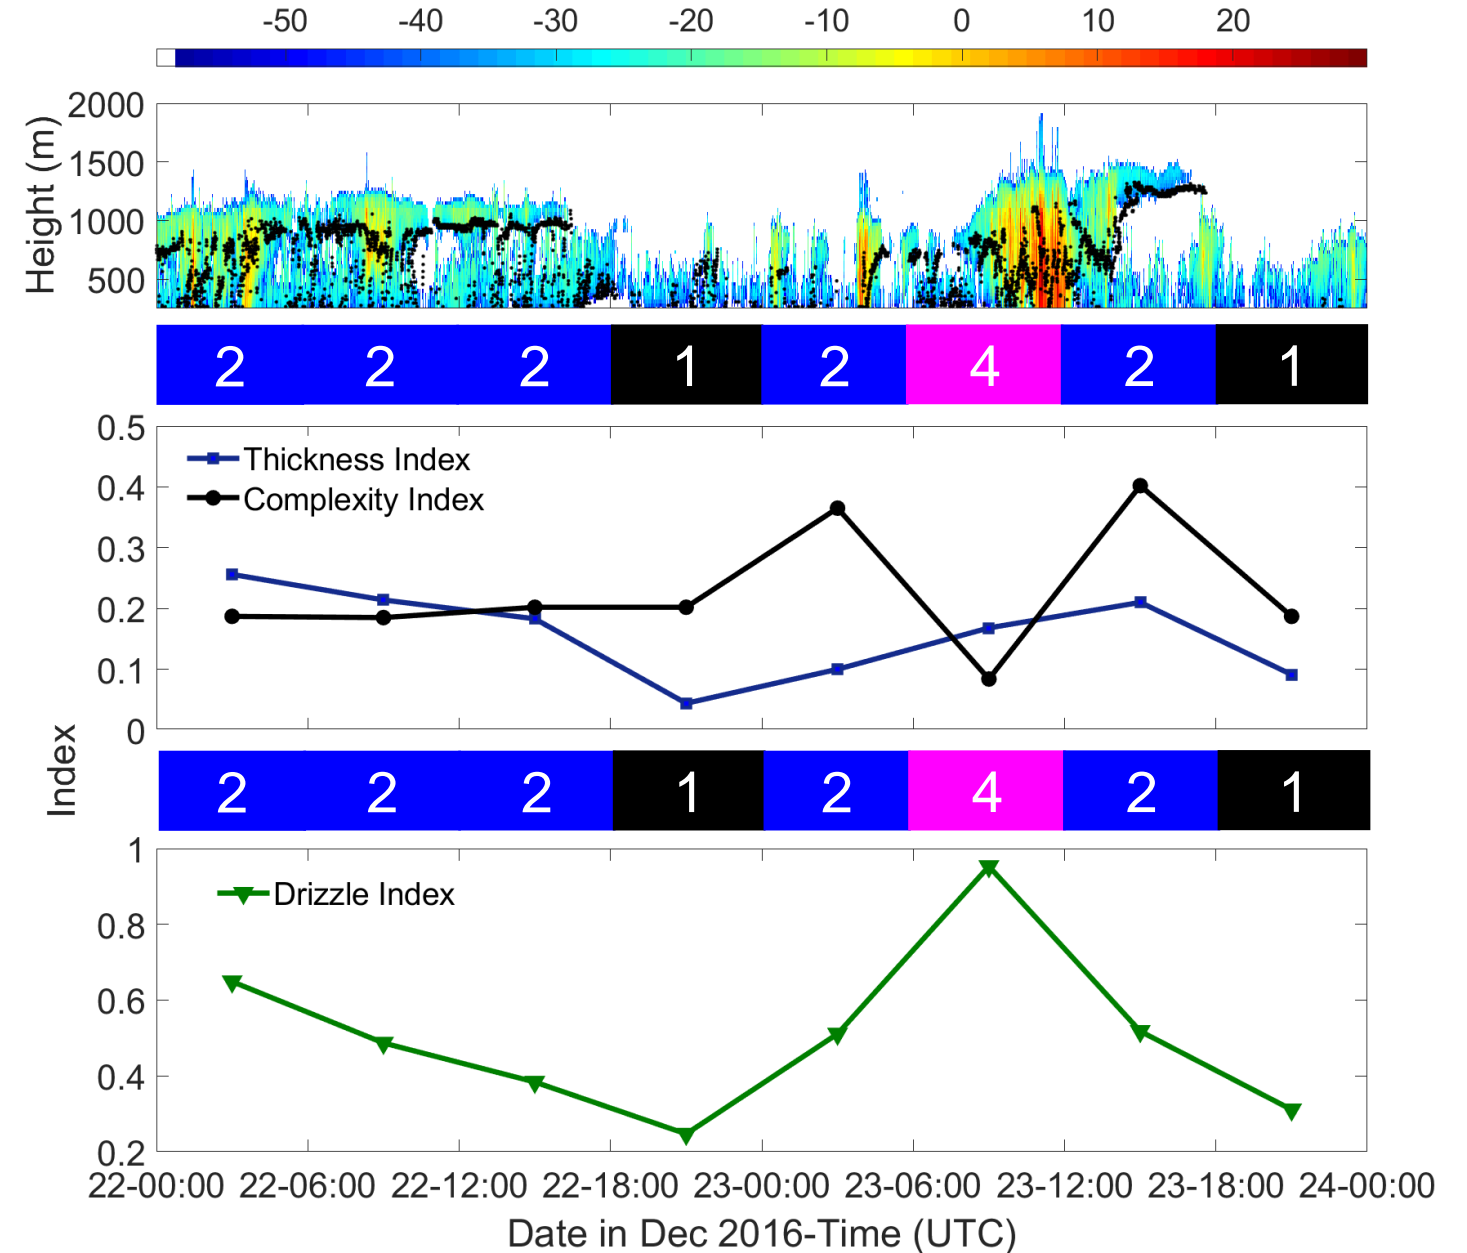 -50 -40 -30 -20 -10 0 10 20
2000
1500
1000
500
Height (m)
2 2 2 1 2 4 2 1
0.5
0.4
0.3
0.2
0.1
0
Thickness Index
Complexity Index
Index
2 2 2 1 2 4 2 1
1
0.8
0.6
0.4
0.2
Drizzle Index
22-00:00 22-06:00 22-12:00 22-18:00 23-00:00 23-06:00 23-12:00 23-18:00 24-00:00
Date in Dec 2016-Time (UTC)